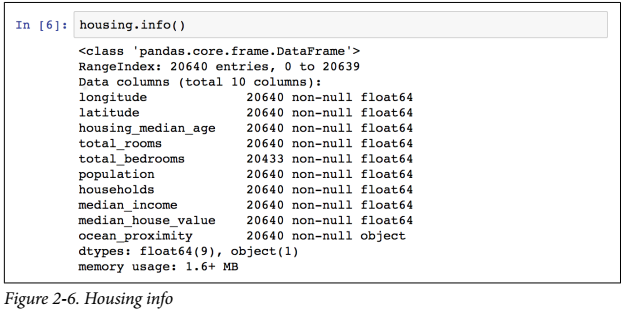 In [6]: housing.info()
<class 'pandas.core.frame.DataFrame'>
RangeIndex: 20640 entries, 0 to 20639
Data columns (total 10 columns):
longitude 20640 non-null float64
latitude 20640 non-null float64
housing_median_age 20640 non-null float64
total_rooms 20640 non-null float64
total_bedrooms 20433 non-null float64
population 20640 non-null float64
households 20640 non-null float64
median_income 20640 non-null float64
median_house_value 20640 non-null float64
ocean_proximity 20640 non-null object
dtypes: float64(9), object(1)
memory usage: 1.6+ MB
Figure 2-6. Housing info